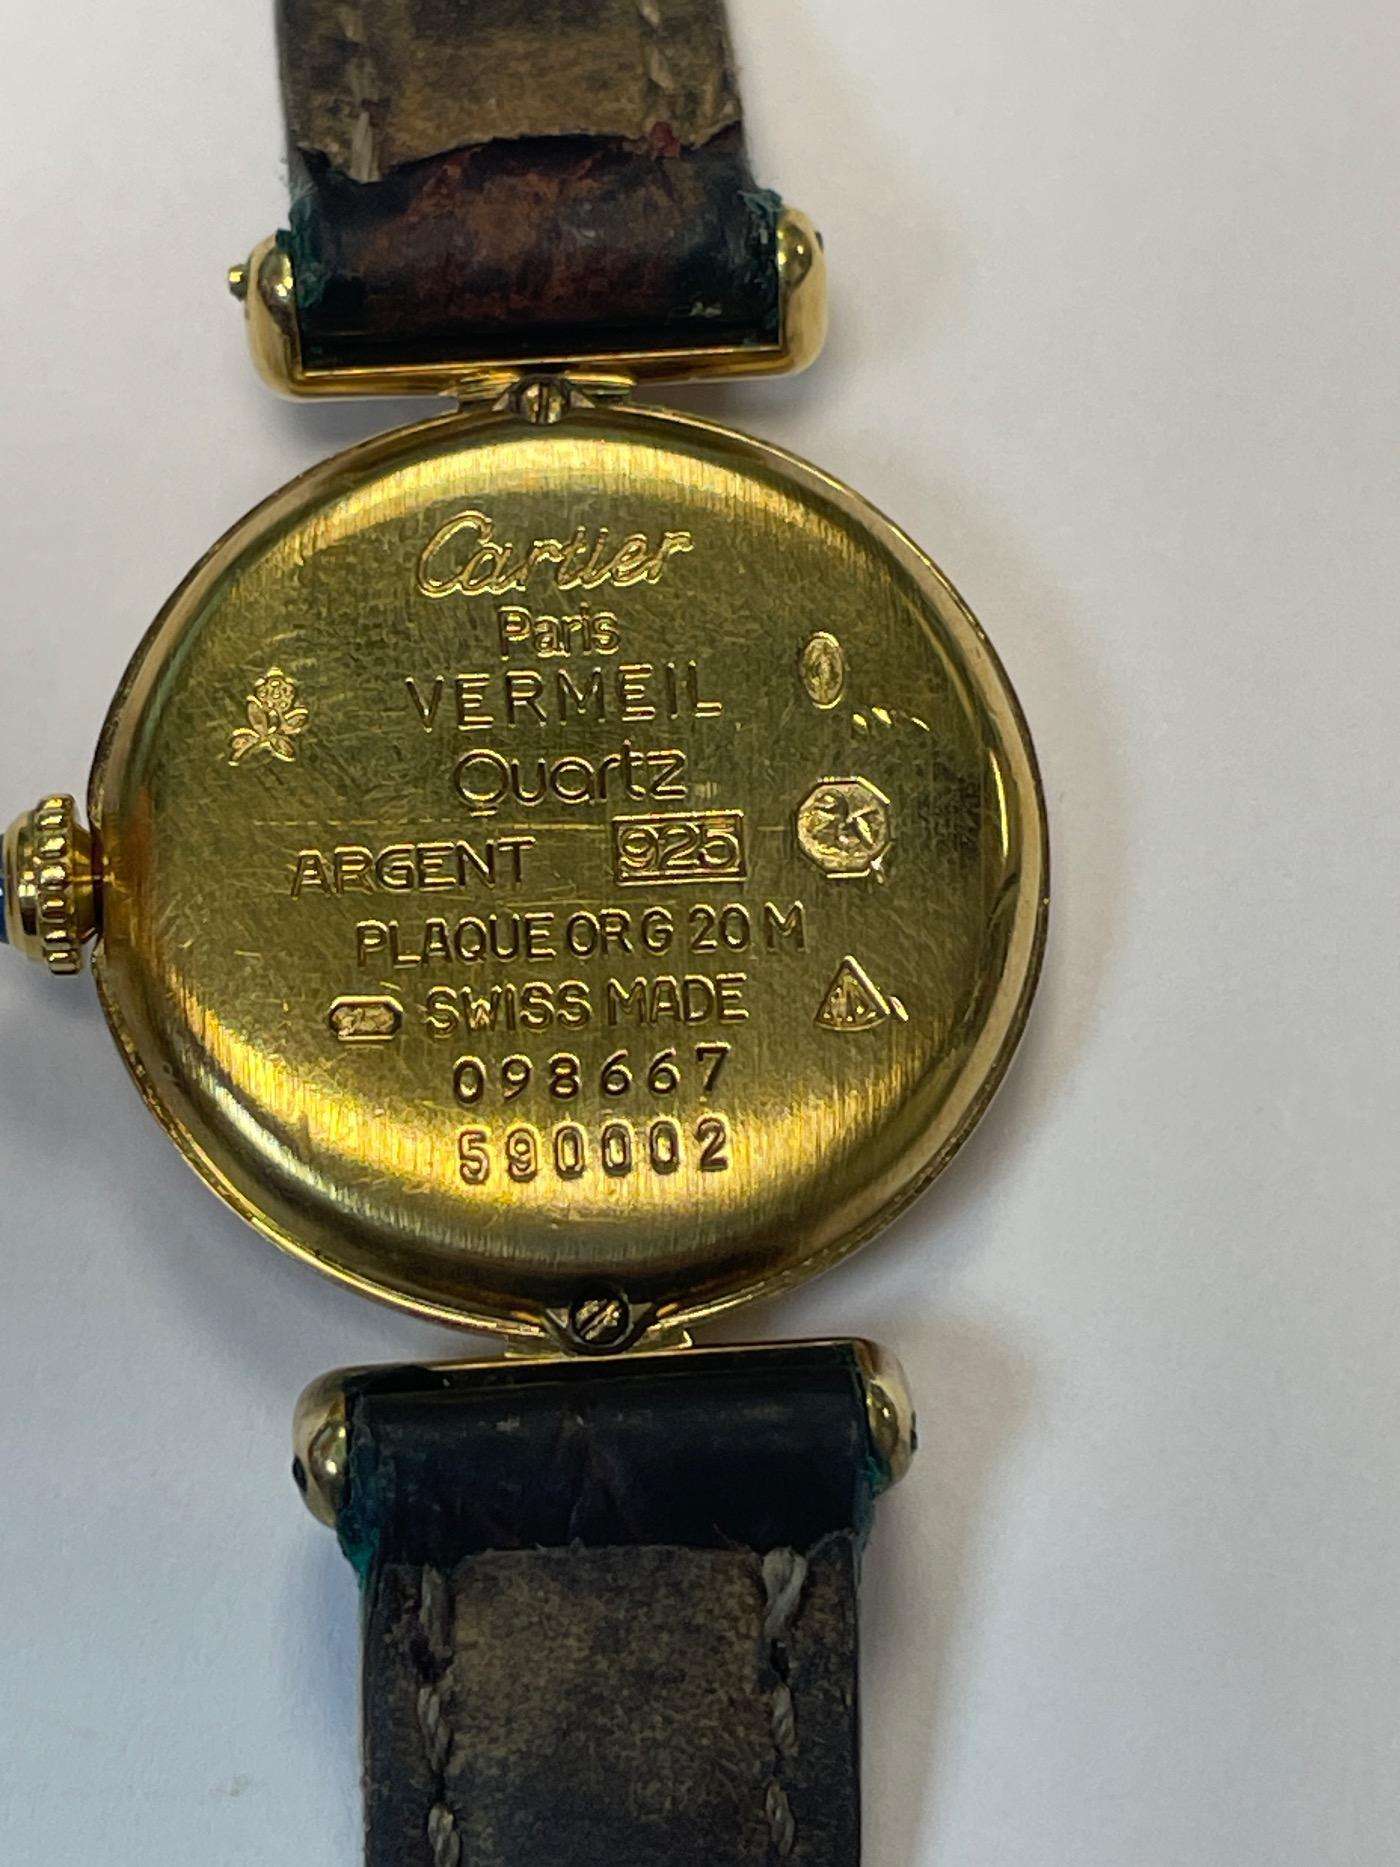 Cartier
Paris
VERMEIL
Quartz
ARGENT 925
PLAQUE OR G 20 M
SWISS MADE
098667
590002